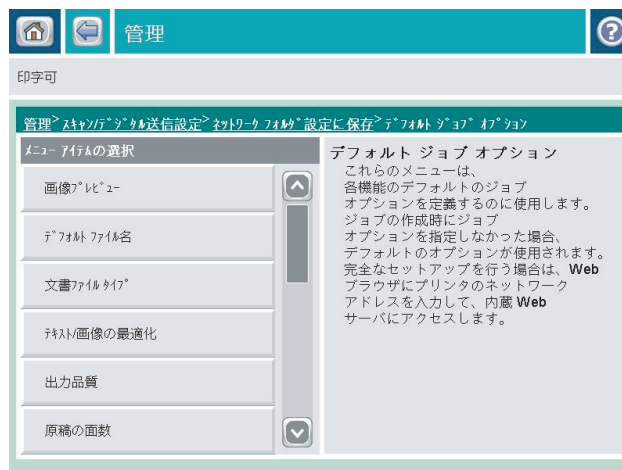 管理
?
印字可
管理>ｽｷｬﾝ/ﾃﾞｼﾞﾀﾙ送信設定>ﾈｯﾄﾜｰｸ ﾌｫﾙﾀﾞ設定に保存>ﾃﾞﾌｫﾙﾄ ｼﾞｮﾌﾞ ｵﾌﾟｼｮﾝ
ﾒﾆｭｰ ｱｲﾃﾑの選択
画像ﾌﾟﾚﾋﾞｭｰ
ﾃﾞﾌｫﾙﾄ ﾌｧｲﾙ名
文書ﾌｧｲﾙ ﾀｲﾌﾟ
ﾃｷｽﾄ/画像の最適化
出力品質
原稿の面数
デフォルト ジョブ オプション
これらのメニューは、
各機能のデフォルトのジョブ
オプションを定義するのに使用します。
ジョブの作成時にジョブ
オプションを指定しなかった場合、
デフォルトのオプションが使用されます。
完全なセットアップを行う場合は、Web
ブラウザにプリンタのネットワーク
アドレスを入力して、内蔵 Web
サーバにアクセスします。